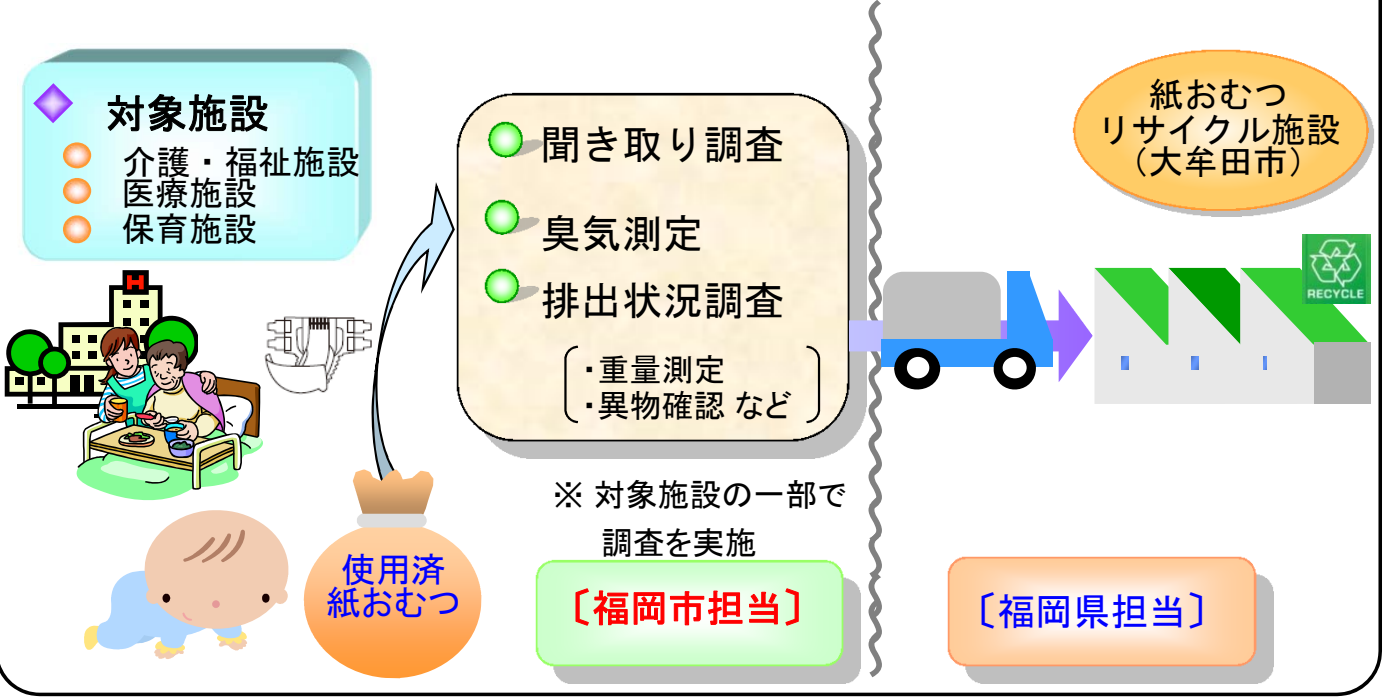 対象施設
介護・福祉施設
医療施設
保育施設
H
使用済
紙おむつ
聞き取り調査
臭気測定
排出状況調査
・重量測定
・異物確認 など
※ 対象施設の一部で
調査を実施
〔福岡市担当〕
紙おむつ
リサイクル施設
（大牟田市）
RECYCLE
〔福岡県担当〕